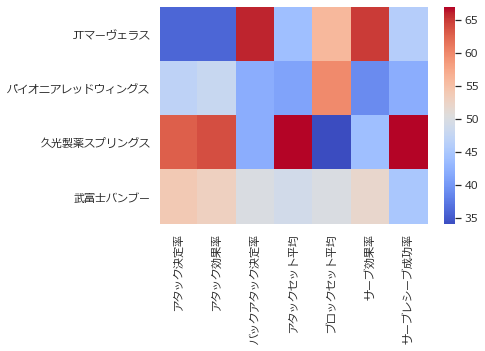 JTマーヴェラス
パイオニアレッドウィングス
久光製薬スプリングス
武富士バンブー
アタック決定率
アタック効果率
バックアタック決定率
アタックセット平均
ブロックセット平均
サーブ効果率
サーブレシーブ成功率
65
60
55
50
45
40
35